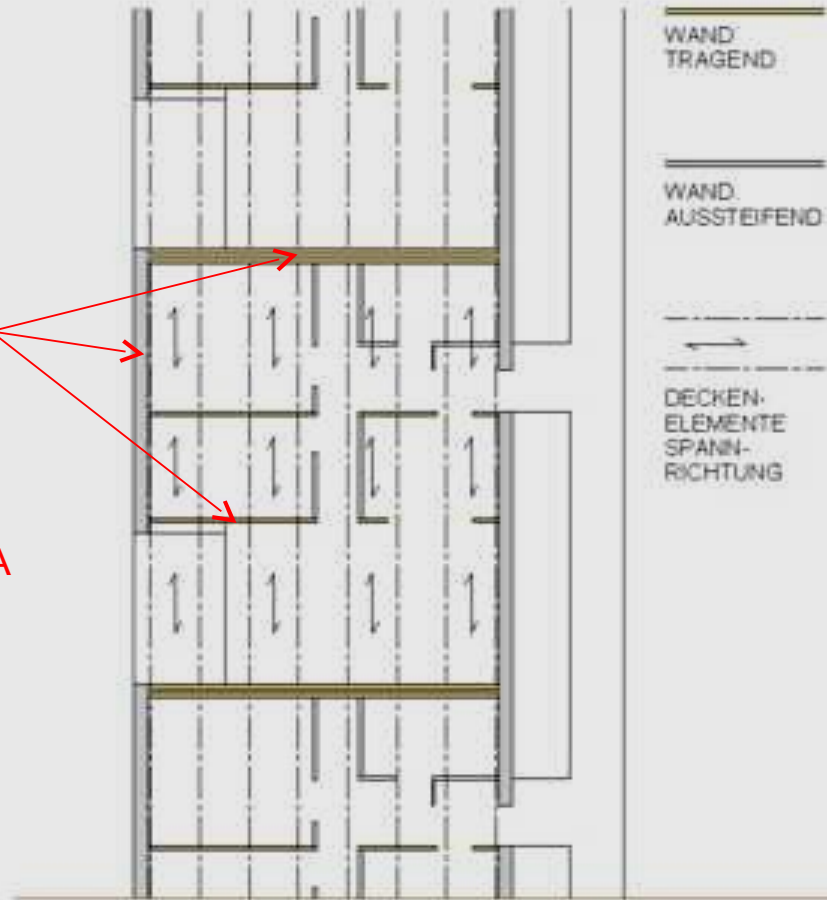 WAND
TRAGEND
WAND
AUSSTEIFEND
DECKEN-
ELEMENTE
SPANN-
RICHTUNG
A